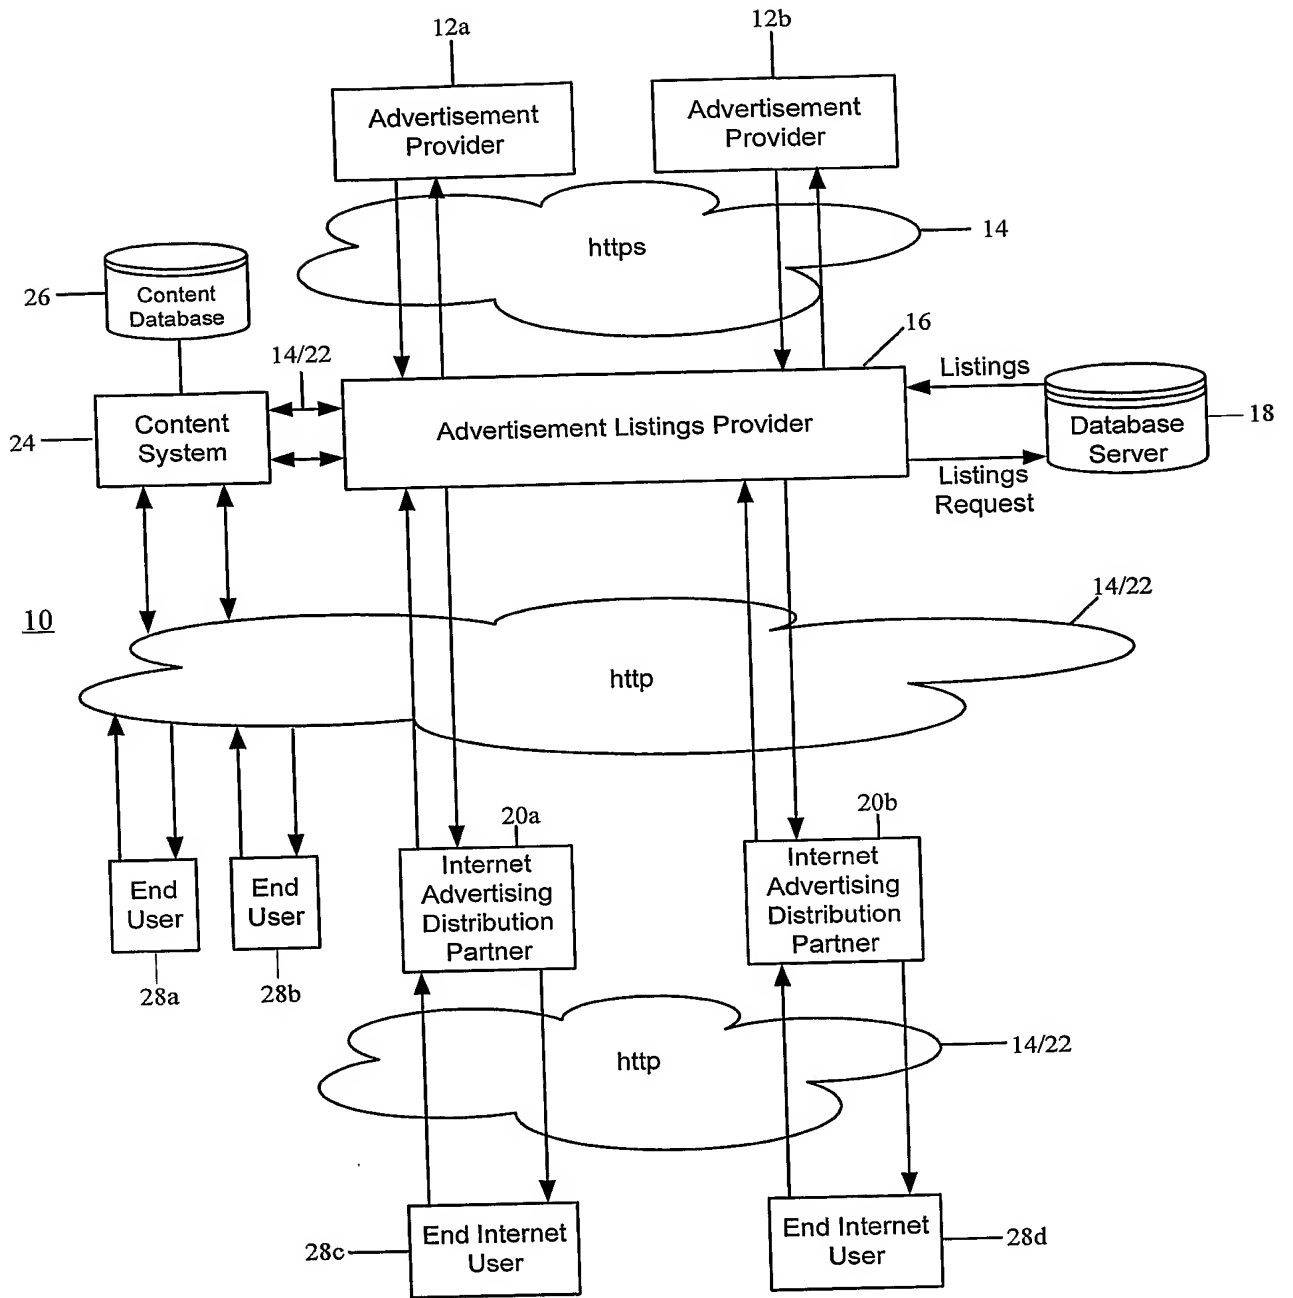 12a
12b
Advertisement
Provider
Advertisement
Provider
14
https
26
Content
Database
14/22
16
Listings
24
Content
System
Advertisement Listings Provider
Database
Server
18
Listings
Request
10
14/22
http
20a
20b
End
User
End
User
Internet
Advertising
Distribution
Partner
Internet
Advertising
Distribution
Partner
28a
28b
http
14/22
28c
End Internet
User
End Internet
User
28d